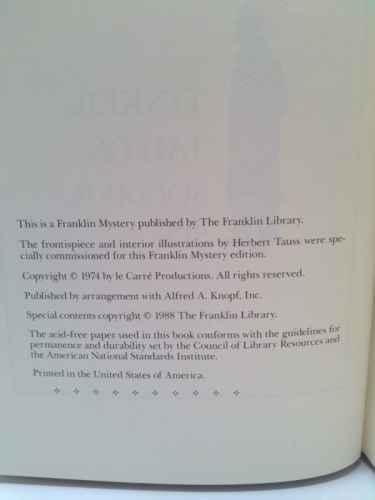 TINKER,
TAILOR,
SOLDIER,
This is a Franklin Mystery published by The Franklin Library.
The frontispiece and interior illustrations by Herbert Tauss were spe-
cially commissioned for this Franklin Mystery edition.
Copyright © 1974 by le Carré Productions. All rights reserved.
Published by arrangement with Alfred A. Knopf, Inc.
Special contents copyright © 1988 The Franklin Library.
The acid-free paper used in this book conforms with the guidelines for
permanence and durability set by the Council of Library Resources and
the American National Standards Institute.
Printed in the United States of America.